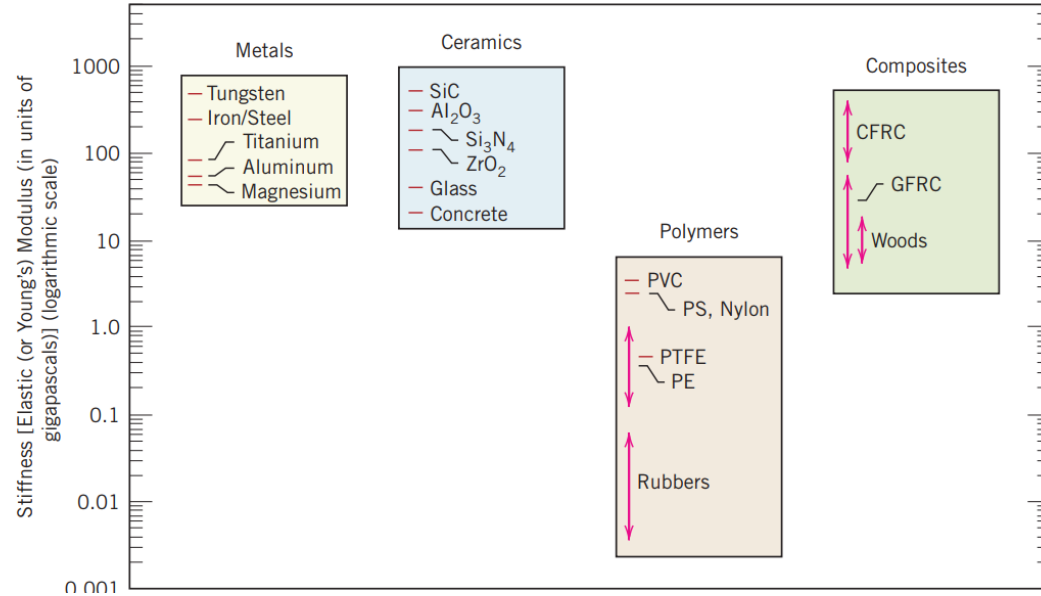 Stiffness [Elastic (or Young's) Modulus (in units of
gigapascals)] (logarithmic scale)
1000
100
10
1.0
0.1
0.01
0.001
Metals
Tungsten
Iron/Steel
Titanium
Aluminum
Magnesium
Ceramics
SiC
Al₂O₃
Si₃N₄
ZrO₂
Glass
Concrete
Polymers
PVC
PS, Nylon
PTFE
PE
Rubbers
Composites
CFRC
GFRC
Woods